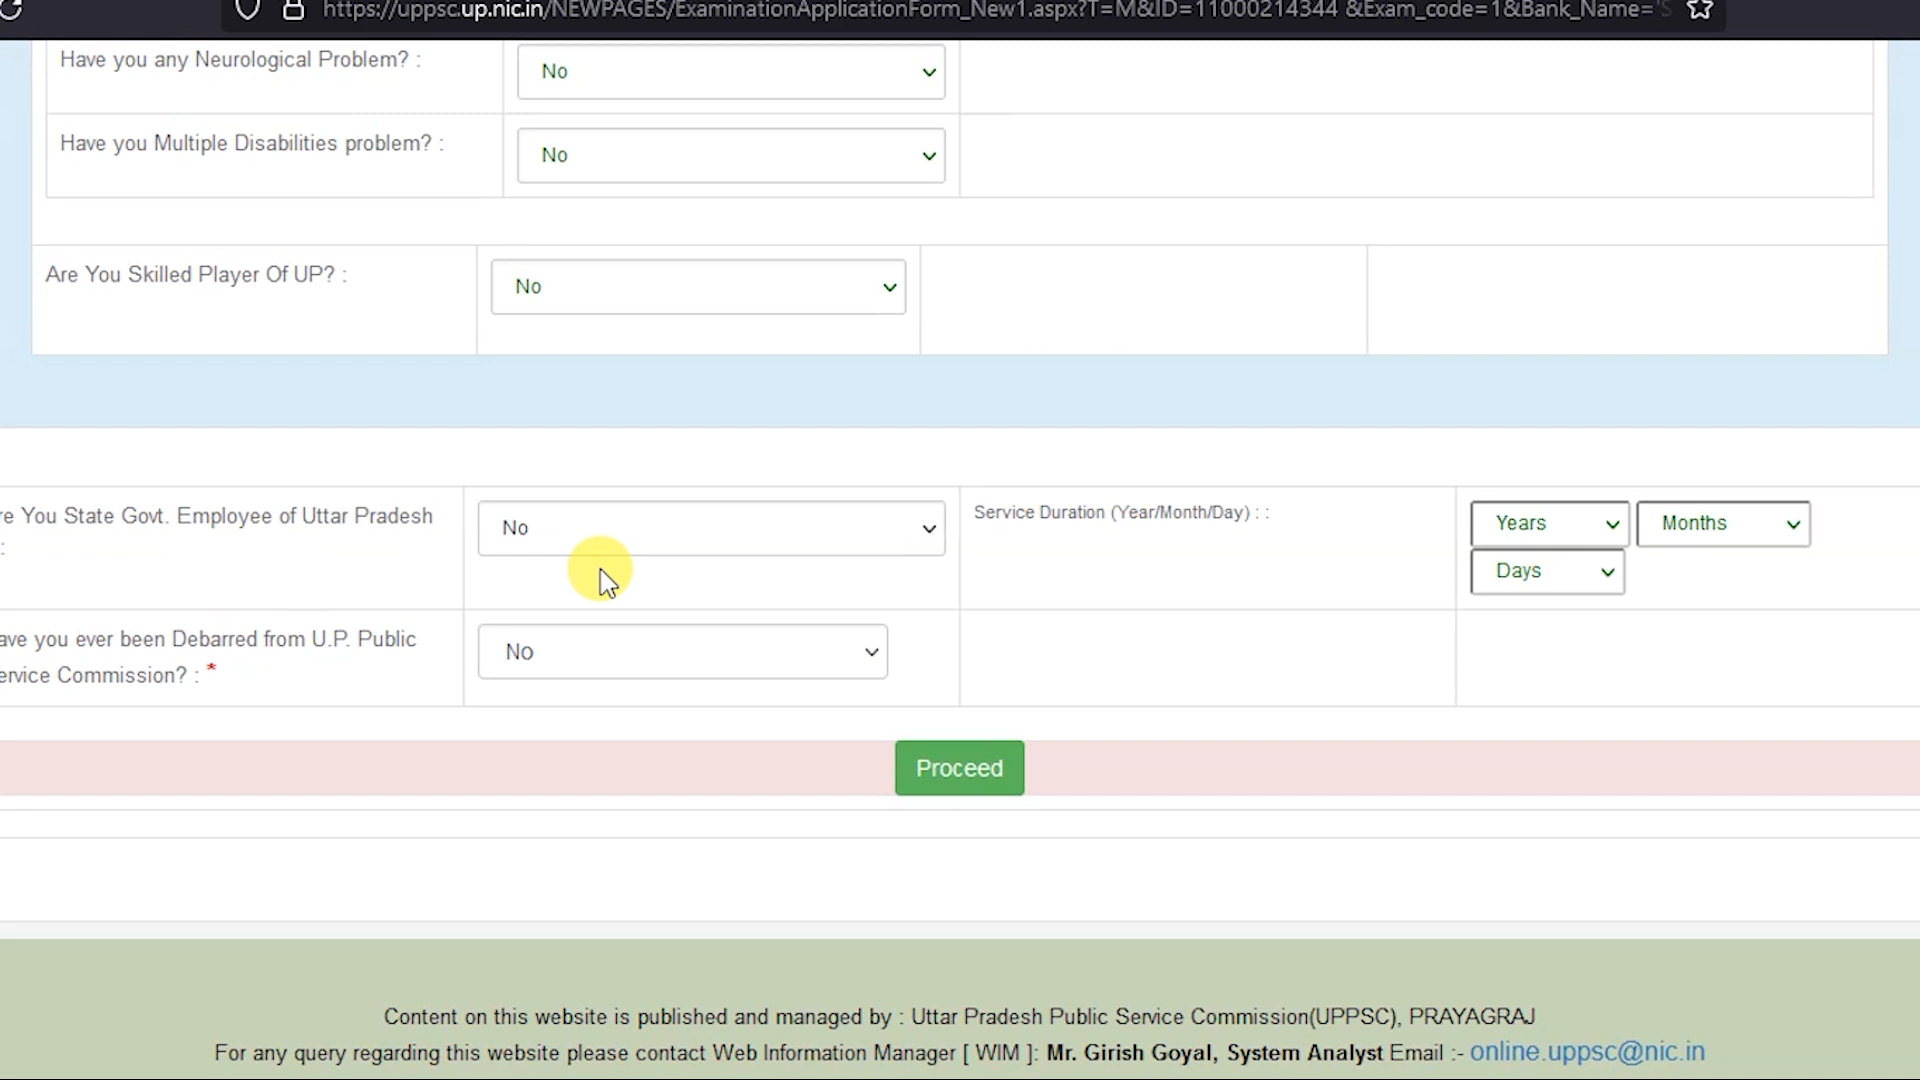 https://uppsc.up.nic.in/NEWPAGES/ExaminationApplicationForm_New1.aspx?T=M&ID=11000214344 &Exam_code=1&Bank_Name='S
Have you any Neurological Problem? : No
Have you Multiple Disabilities problem? : No
Are You Skilled Player Of UP? : No
re You State Govt. Employee of Uttar Pradesh
:
No
Service Duration (Year/Month/Day) : :
Years Months
Days
ave you ever been Debarred from U.P. Public
ervice Commission? : *
No
Proceed
Content on this website is published and managed by : Uttar Pradesh Public Service Commission(UPPSC), PRAYAGRAJ
For any query regarding this website please contact Web Information Manager [ WIM ]: Mr. Girish Goyal, System Analyst Email :- online.uppsc@nic.in